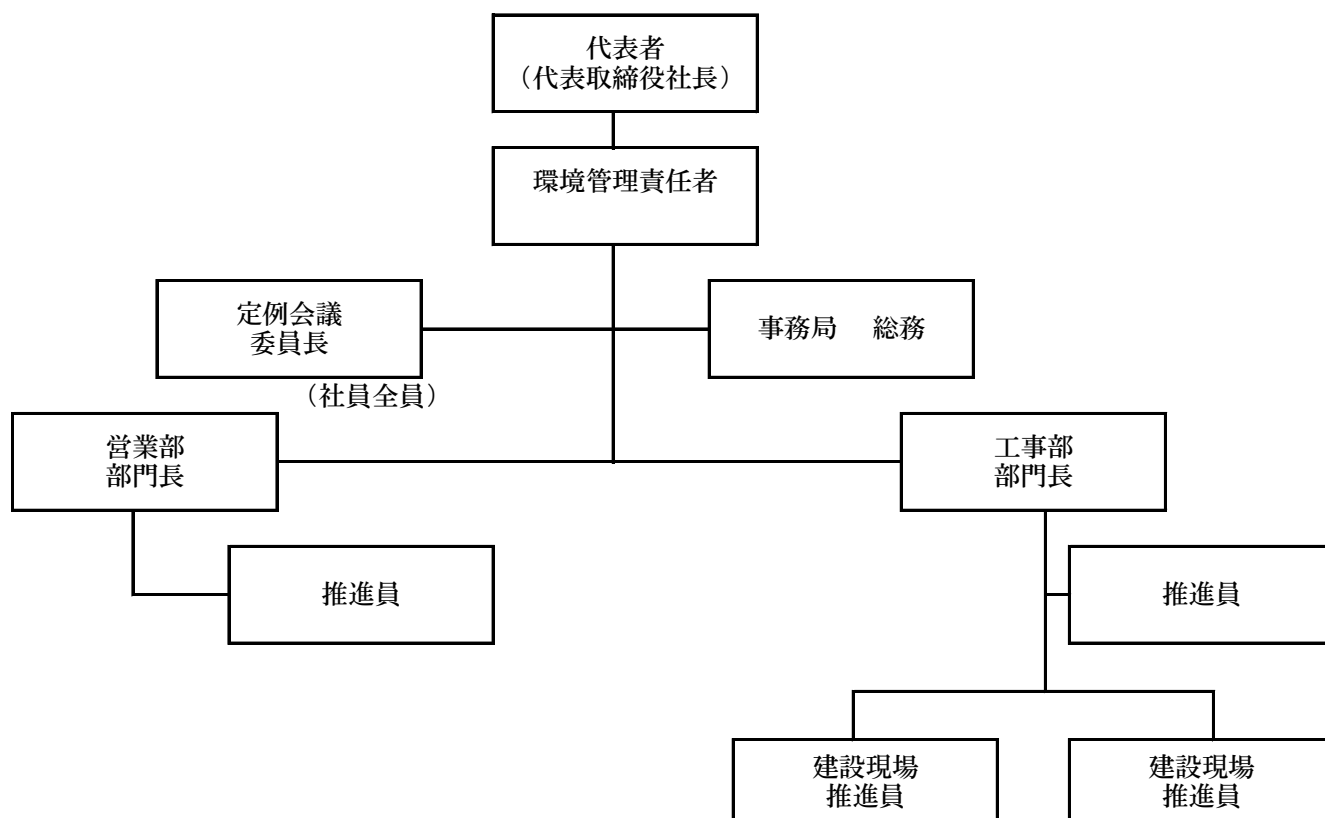 代表者
（代表取締役社長）
環境管理責任者
定例会議
委員長
事務局　総務
（社員全員）
営業部
部門長
工事部
部門長
推進員
推進員
建設現場
推進員
建設現場
推進員